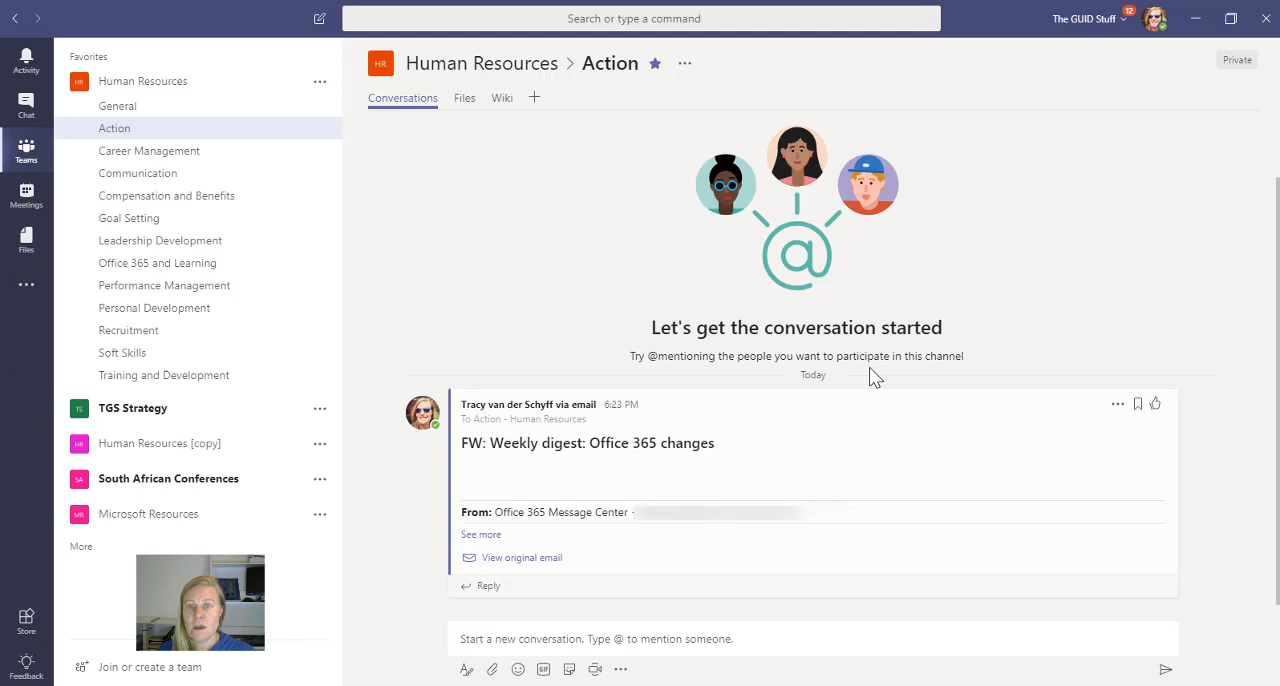 Search or type a command
The GUID Stuff
12
Activity
Chat
Teams
Meetings
Files
Store
Feedback
Favorites
HR Human Resources
General
Action
Career Management
Communication
Compensation and Benefits
Goal Setting
Leadership Development
Office 365 and Learning
Performance Management
Personal Development
Recruitment
Soft Skills
Training and Development
TS TGS Strategy
HR Human Resources [copy]
SA South African Conferences
MR Microsoft Resources
More
Join or create a team
HR Human Resources > Action
Private
Conversations Files Wiki
Let's get the conversation started
Try @mentioning the people you want to participate in this channel
Today
Tracy van der Schyff via email 6:23 PM
To Action - Human Resources
FW: Weekly digest: Office 365 changes
From: Office 365 Message Center
See more
View original email
Reply
Start a new conversation. Type @ to mention someone.
GIF